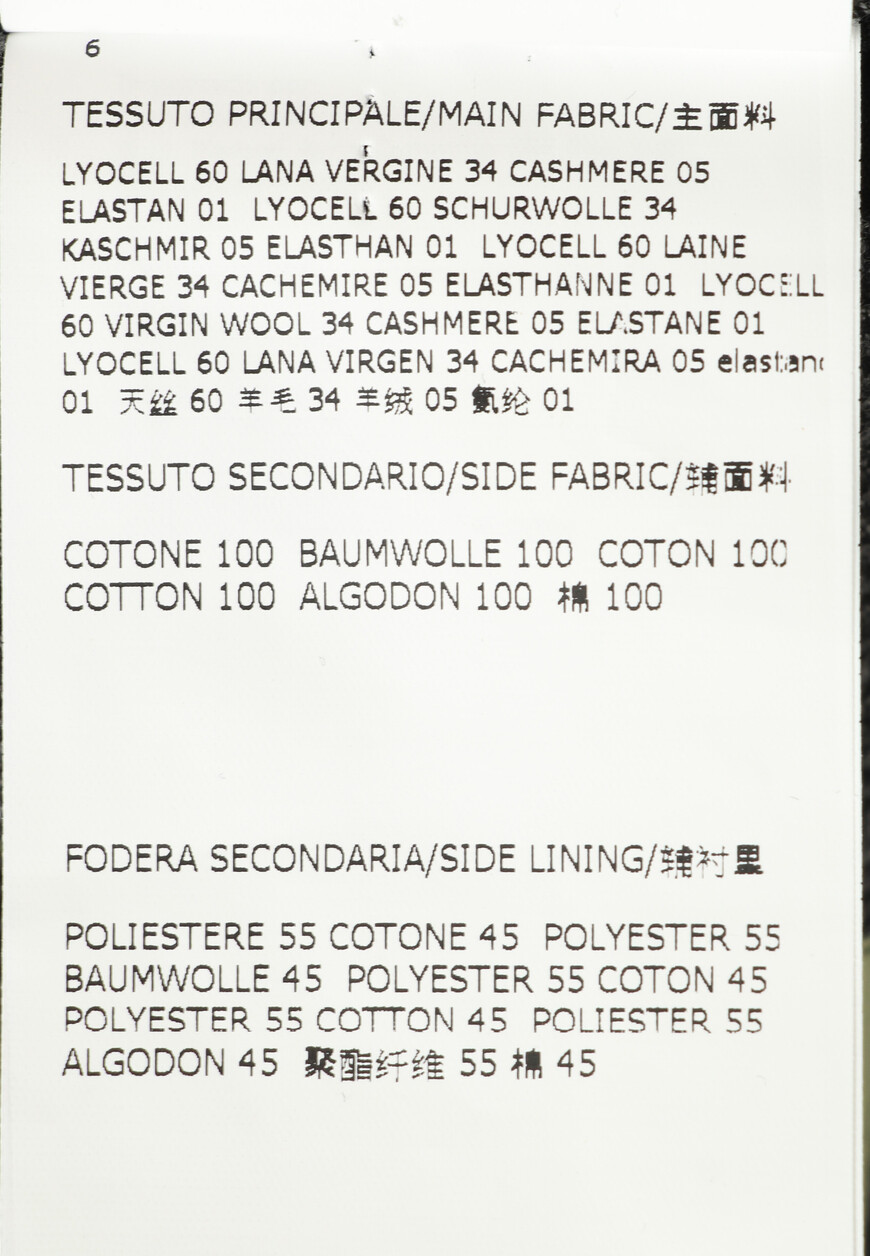 6
TESSUTO PRINCIPALE/MAIN FABRIC/主面料
LYOCELL 60 LANA VERGINE 34 CASHMERE 05
ELASTAN 01 LYOCELL 60 SCHURWOLLE 34
KASCHMIR 05 ELASTHAN 01 LYOCELL 60 LAINE
VIERGE 34 CACHEMIRE 05 ELASTHANNE 01 LYOCELL
60 VIRGIN WOOL 34 CASHMERE 05 ELASTANE 01
LYOCELL 60 LANA VIRGEN 34 CACHEMIRA 05 elastano
01 天丝 60 羊毛 34 羊绒 05 氨纶 01
TESSUTO SECONDARIO/SIDE FABRIC/辅面料
COTONE 100 BAUMWOLLE 100 COTON 100
COTTON 100 ALGODON 100 棉 100
FODERA SECONDARIA/SIDE LINING/辅衬里
POLIESTERE 55 COTONE 45 POLYESTER 55
BAUMWOLLE 45 POLYESTER 55 COTON 45
POLYESTER 55 COTTON 45 POLIESTER 55
ALGODON 45 聚酯纤维 55 棉 45